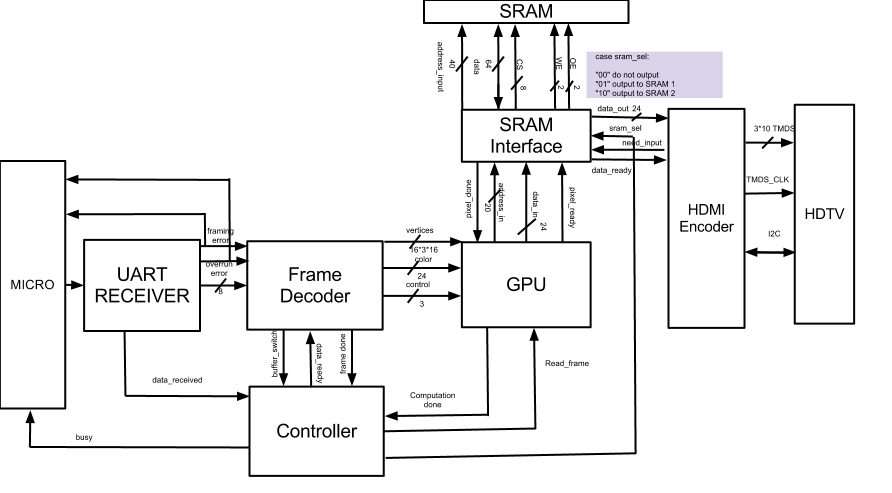 SRAM
address_input
40
data
64
CS
8
WE
2
OE
2
case sram_sel:
"00" do not output
"01" output to SRAM 1
"10" output to SRAM 2
SRAM
Interface
data_out 24
sram_sel
need_input
data_ready
3*10 TMDS
TMDS_CLK
I2C
HDMI
Encoder
HDTV
pixel_done
address_in
20
data_in
24
pixel_ready
MICRO
UART
RECEIVER
framing
error
overrun
error
8
Frame
Decoder
vertices
16*3*16
color
24
control
3
GPU
buffer_switch
data_ready
frame done
data_received
Controller
Computation
done
Read_frame
busy